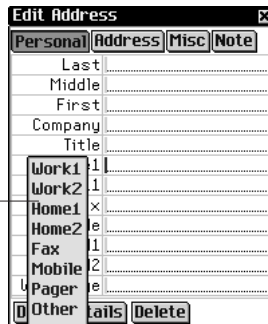 Edit Address
Personal Address Misc Note
Last
Middle
First
Company
Title
Work1
Work2
Home1
Home2
Fax
Mobile
Pager
Other
Delete